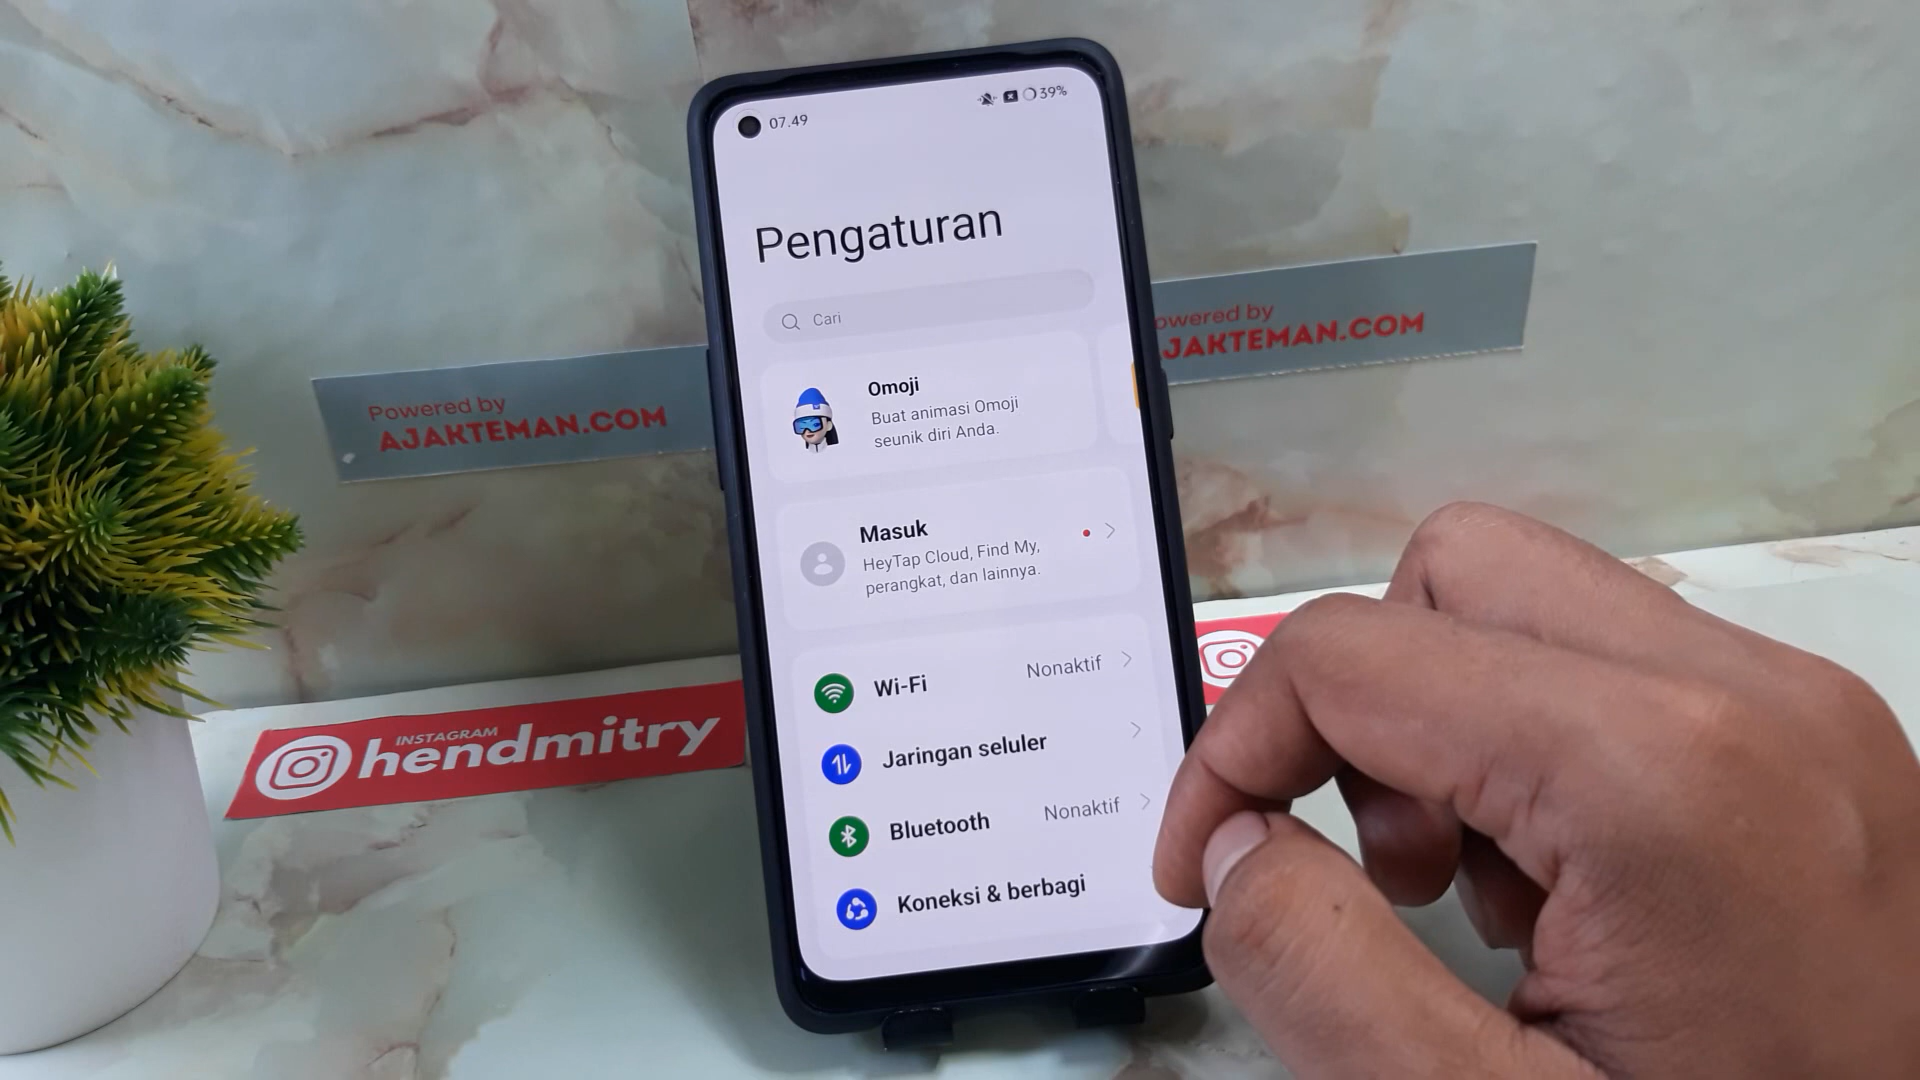 07.49
39%
Pengaturan
Cari
Omoji
Buat animasi Omoji
seunik diri Anda.
Masuk
HeyTap Cloud, Find My,
perangkat, dan lainnya.
Wi-Fi
Nonaktif
Jaringan seluler
Bluetooth
Nonaktif
Koneksi & berbagi
Powered by
AJAKTEMAN.COM
owered by
JAKTEMAN.COM
INSTAGRAM
hendmitry